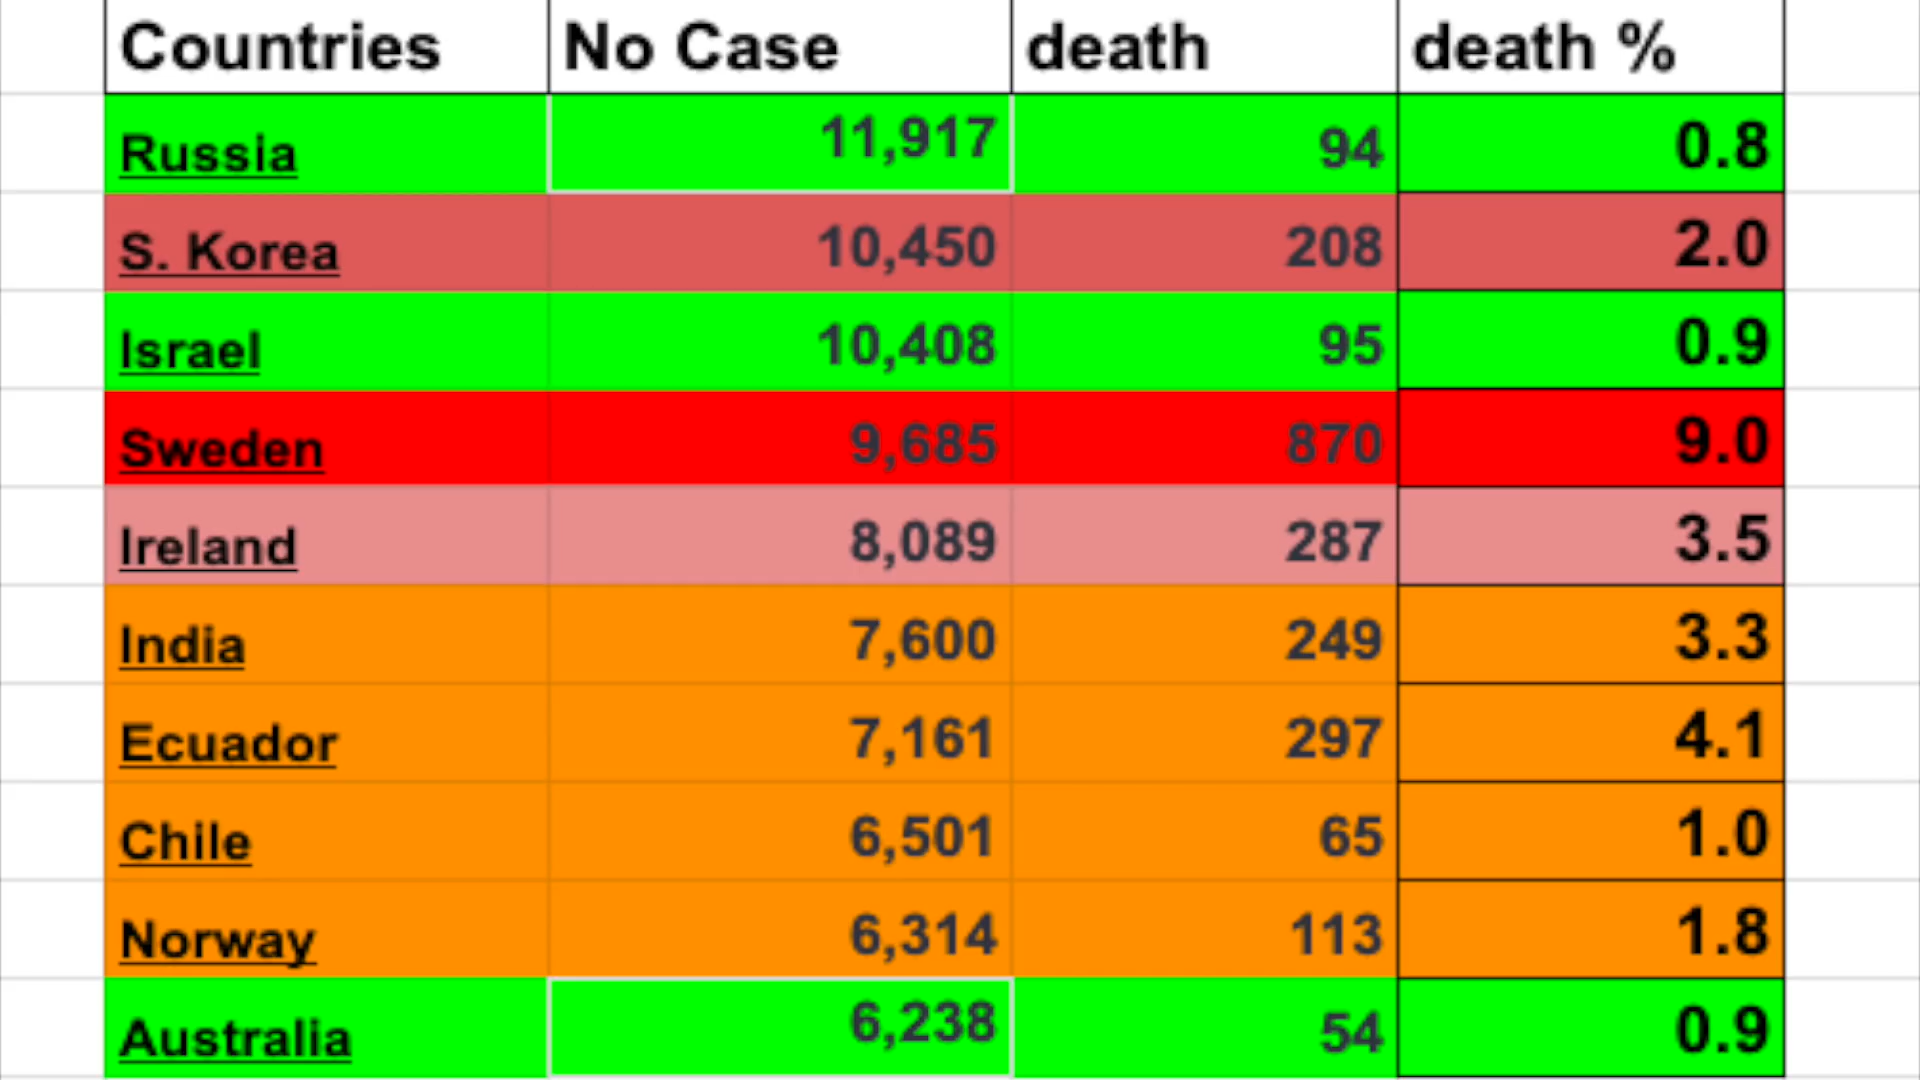 Countries No Case death death %
Russia 11,917 94 0.8
S. Korea 10,450 208 2.0
Israel 10,408 95 0.9
Sweden 9,685 870 9.0
Ireland 8,089 287 3.5
India 7,600 249 3.3
Ecuador 7,161 297 4.1
Chile 6,501 65 1.0
Norway 6,314 113 1.8
Australia 6,238 54 0.9